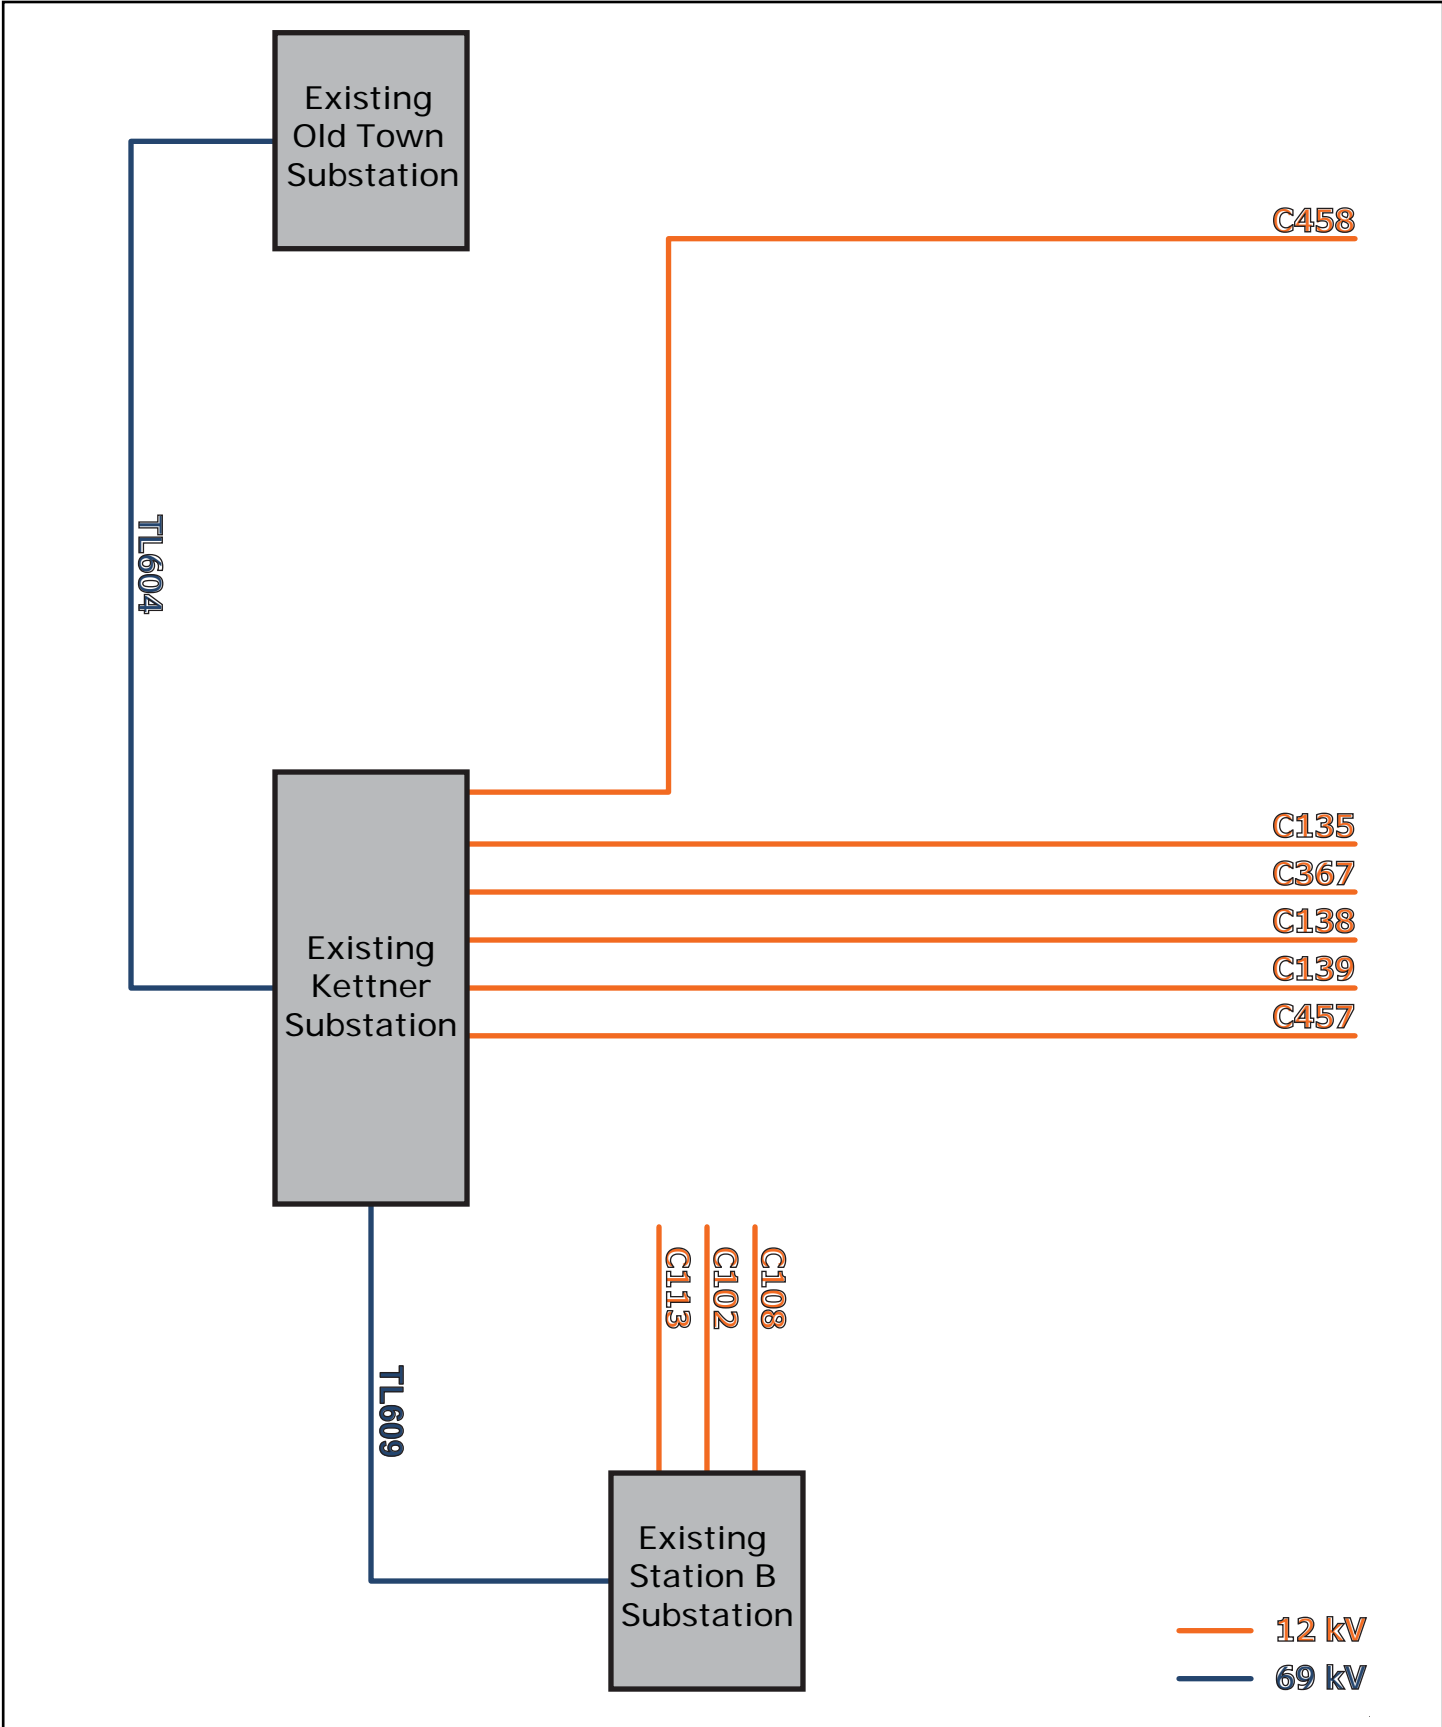 Existing
Old Town
Substation
C458
TL604
C135
C367
C138
C139
C457
Existing
Kettner
Substation
C113
C102
C108
TL609
Existing
Station B
Substation
12 kV
69 kV